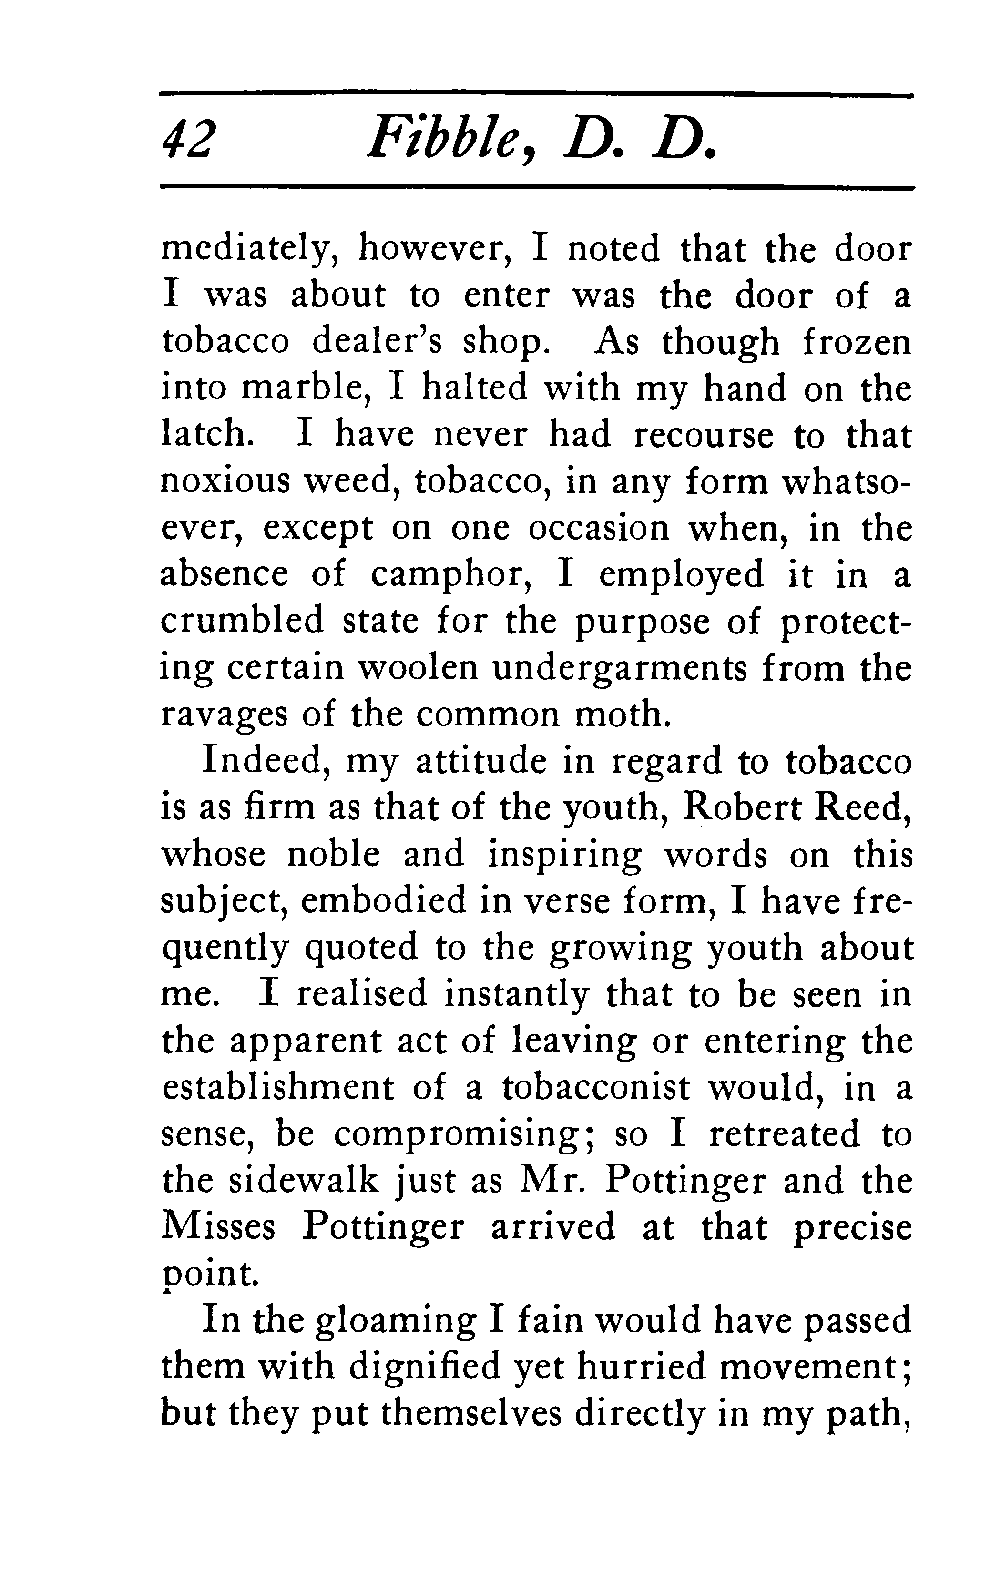 42 Fibble, D. D.
mediately, however, I noted that the door
I was about to enter was the door of a
tobacco dealer's shop. As though frozen
into marble, I halted with my hand on the
latch. I have never had recourse to that
noxious weed, tobacco, in any form whatso-
ever, except on one occasion when, in the
absence of camphor, I employed it in a
crumbled state for the purpose of protect-
ing certain woolen undergarments from the
ravages of the common moth.
Indeed, my attitude in regard to tobacco
is as firm as that of the youth, Robert Reed,
whose noble and inspiring words on this
subject, embodied in verse form, I have fre-
quently quoted to the growing youth about
me. I realised instantly that to be seen in
the apparent act of leaving or entering the
establishment of a tobacconist would, in a
sense, be compromising; so I retreated to
the sidewalk just as Mr. Pottinger and the
Misses Pottinger arrived at that precise
point.
In the gloaming I fain would have passed
them with dignified yet hurried movement;
but they put themselves directly in my path,